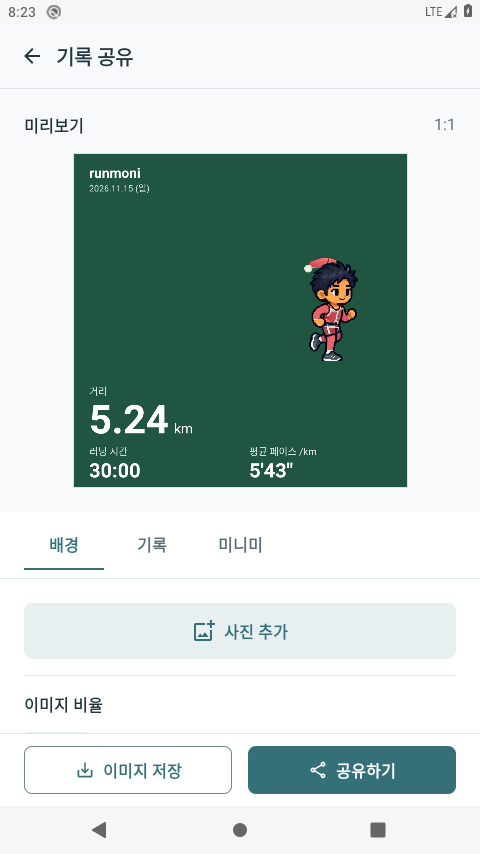 8:23
LTE
기록 공유
미리보기
1:1
runmoni
2026.11.15 (일)
거리
5.24 km
러닝 시간
평균 페이스 /km
30:00
5'43"
배경
기록
미니미
사진 추가
이미지 비율
이미지 저장
공유하기